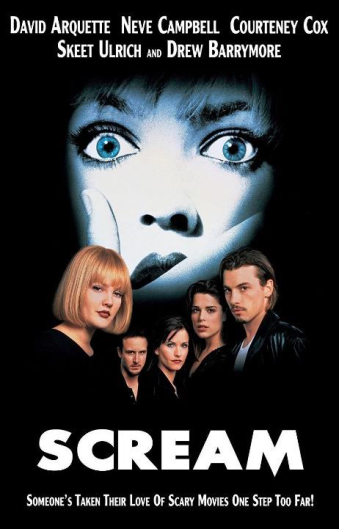 David Arquette Neve Campbell Courteney Cox
Skeet Ulrich and Drew Barrymore
SCREAM
Someone's Taken Their Love Of Scary Movies One Step Too Far!